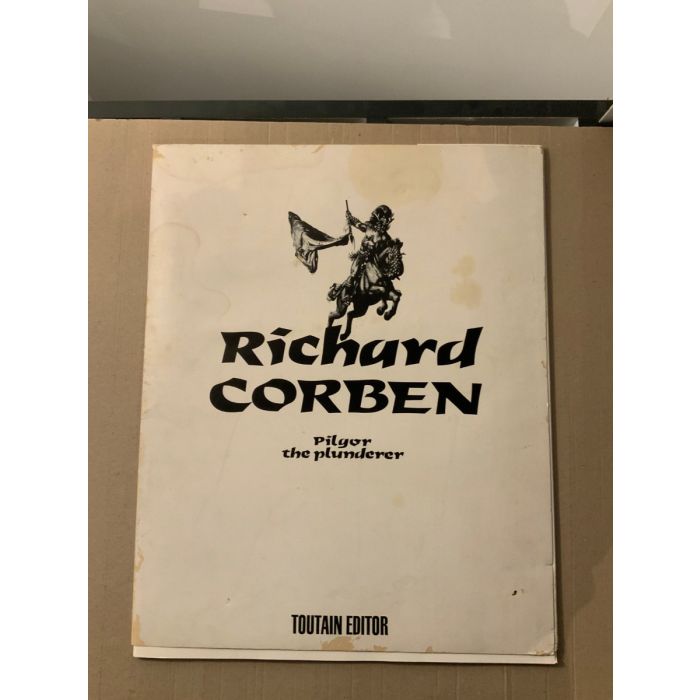 Richard
CORBEN
Pilgor
the plunderer
TOUTAIN EDITOR